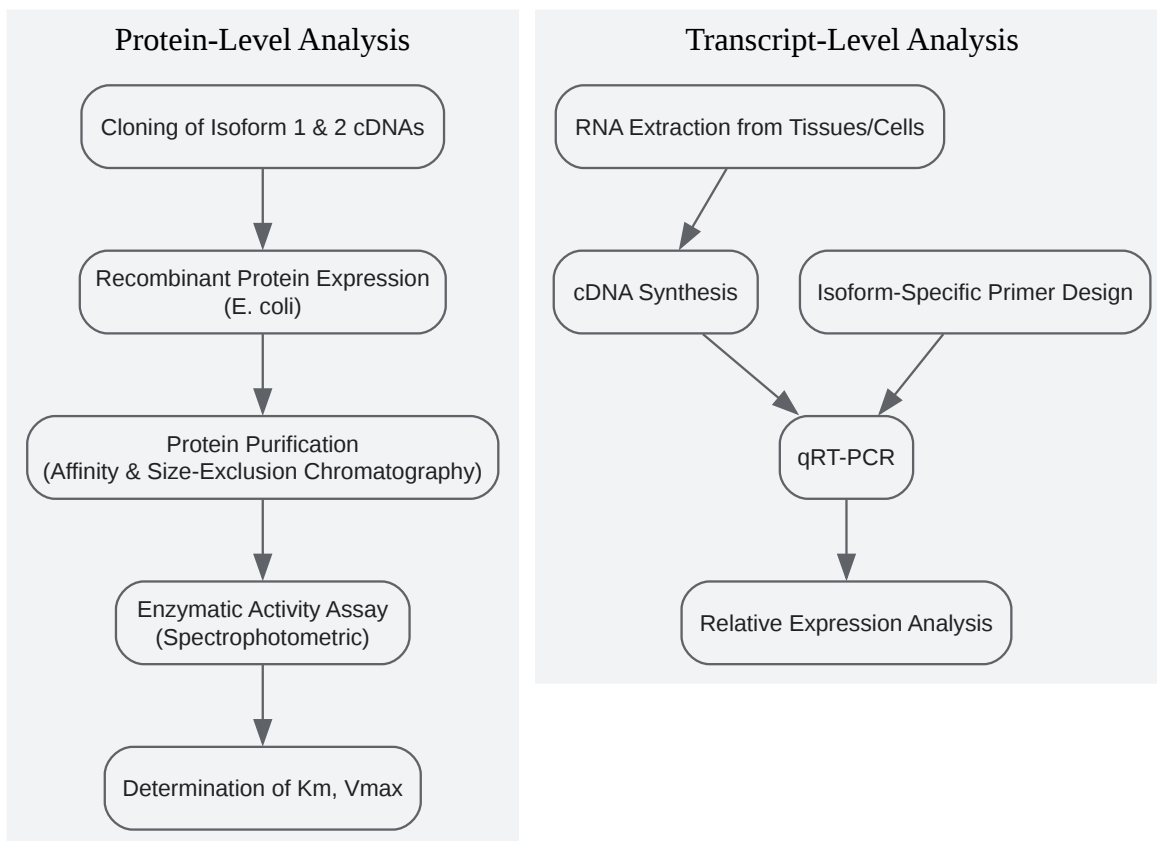 Protein-Level Analysis
Cloning of Isoform 1 & 2 cDNAs
Recombinant Protein Expression
(E. coli)
Protein Purification
(Affinity & Size-Exclusion Chromatography)
Enzymatic Activity Assay
(Spectrophotometric)
Determination of Km, Vmax
Transcript-Level Analysis
RNA Extraction from Tissues/Cells
cDNA Synthesis
Isoform-Specific Primer Design
qRT-PCR
Relative Expression Analysis